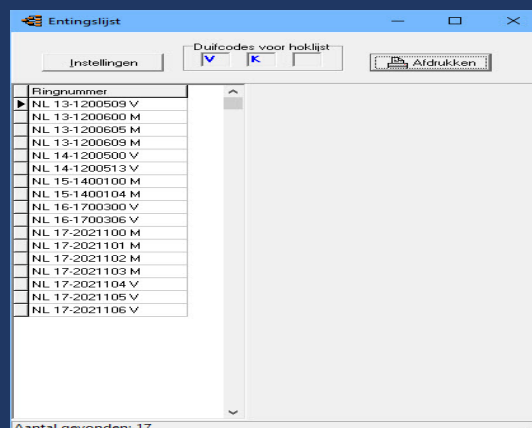 Entingslijst
Duifcodes voor hoklijst
Instellingen
V K
Afdrukken
Ringnummer
NL 13-1200509 V
NL 13-1200600 M
NL 13-1200605 M
NL 13-1200609 M
NL 14-1200500 V
NL 14-1200513 V
NL 15-1400100 M
NL 15-1400104 M
NL 16-1700300 V
NL 16-1700306 V
NL 17-2021100 M
NL 17-2021101 M
NL 17-2021102 M
NL 17-2021103 M
NL 17-2021104 V
NL 17-2021105 V
NL 17-2021106 V
Aantal gevonden: 17